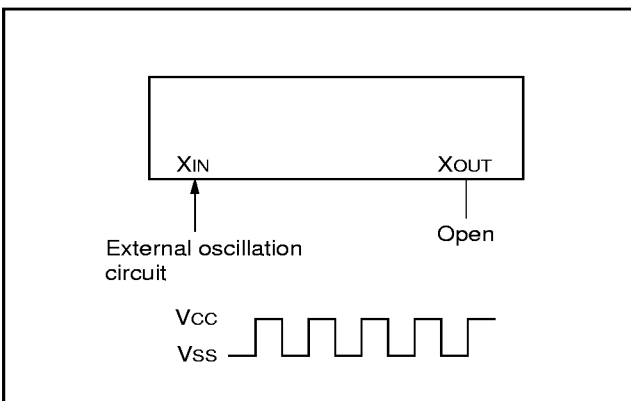 XIN XOUT
External oscillation
circuit
Open
VCC
VSS